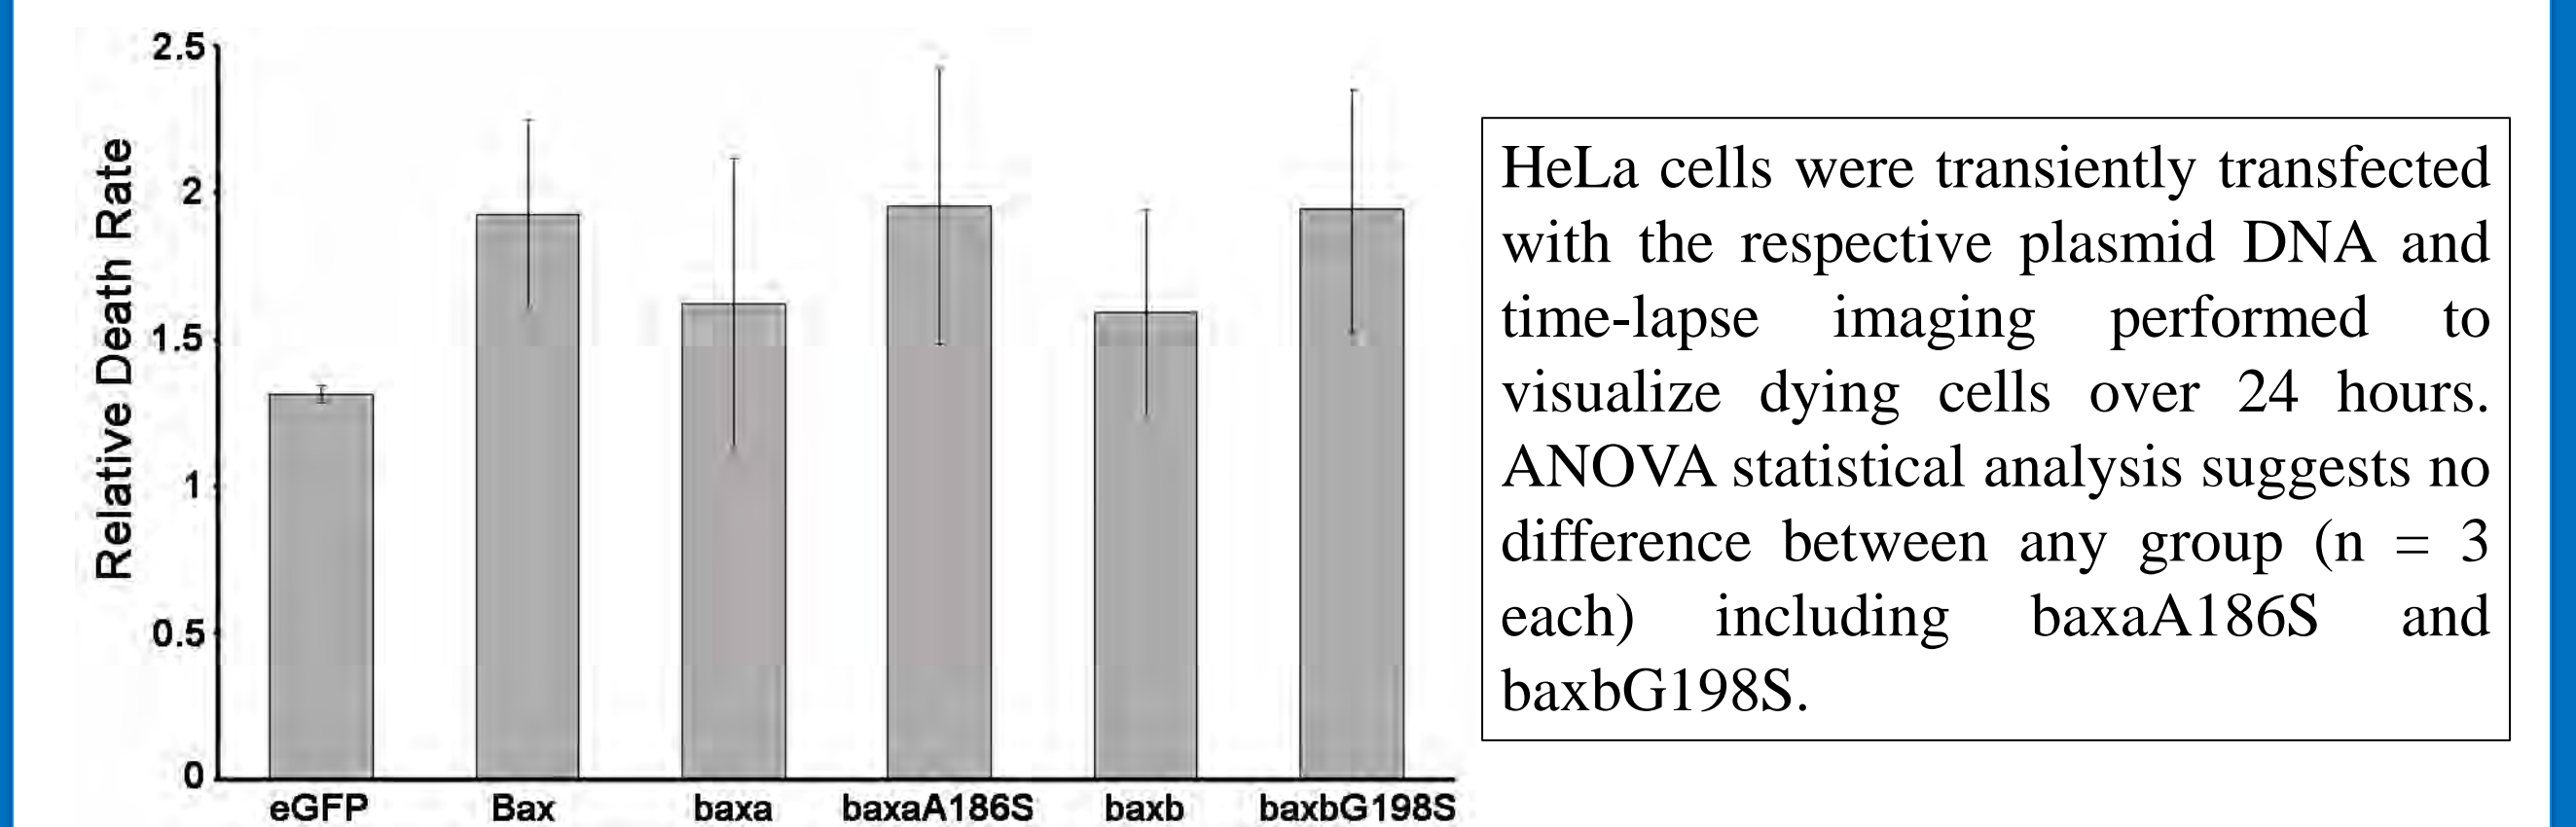 2.5
2
1.5
1
0.5
0
Relative Death Rate
eGFP Bax baxa baxaA186S baxb baxbG198S
HeLa cells were transiently transfected
with the respective plasmid DNA and
time-lapse imaging performed to
visualize dying cells over 24 hours.
ANOVA statistical analysis suggests no
difference between any group (n = 3
each) including baxaA186S and
baxbG198S.